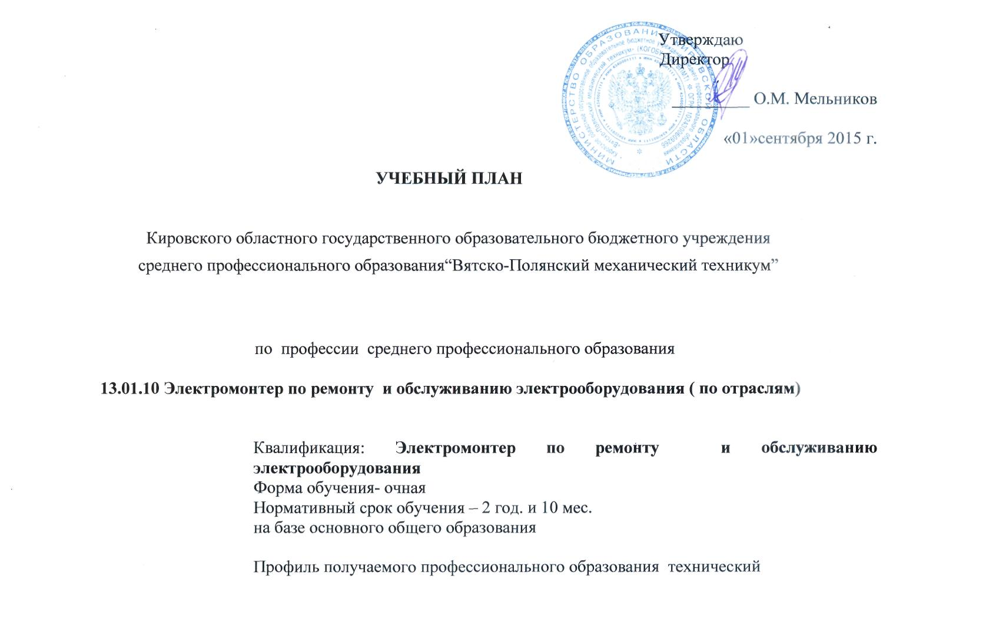 Утверждаю
Директор
__________ О.М. Мельников
«01»сентября 2015 г.
УЧЕБНЫЙ ПЛАН
Кировского областного государственного образовательного бюджетного учреждения
среднего профессионального образования“Вятско-Полянский механический техникум”
по профессии среднего профессионального образования
13.01.10 Электромонтер по ремонту и обслуживанию электрооборудования ( по отраслям)
Квалификация: Электромонтер по ремонту и обслуживанию
электрооборудования
Форма обучения- очная
Нормативный срок обучения – 2 год. и 10 мес.
на базе основного общего образования
Профиль получаемого профессионального образования технический
МИНИСТЕРСТВО ОБРАЗОВАНИЯ КИРОВСКОЙ ОБЛАСТИ